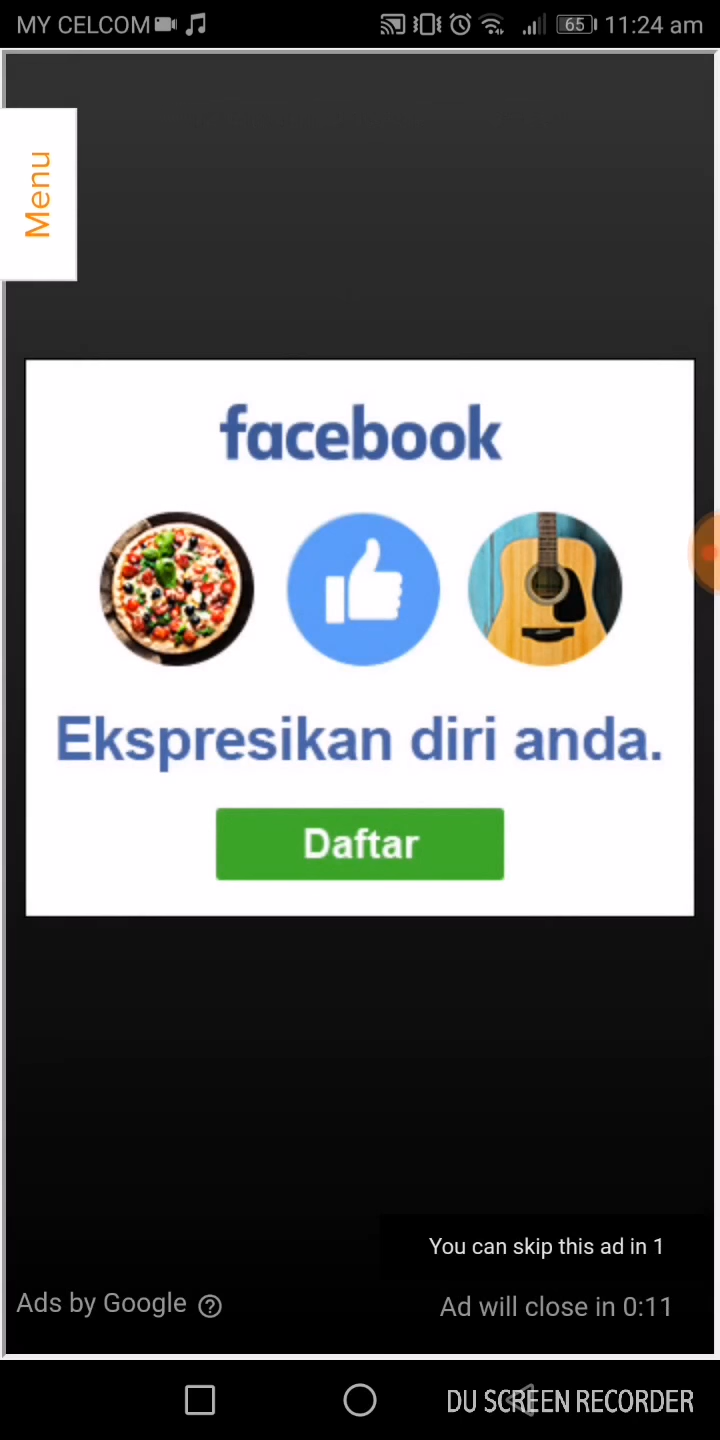 MY CELCOM 65 11:24 am
Menu
facebook
Ekspresikan diri anda.
Daftar
You can skip this ad in 1
Ads by Google ?
Ad will close in 0:11
DU SCREEN RECORDER